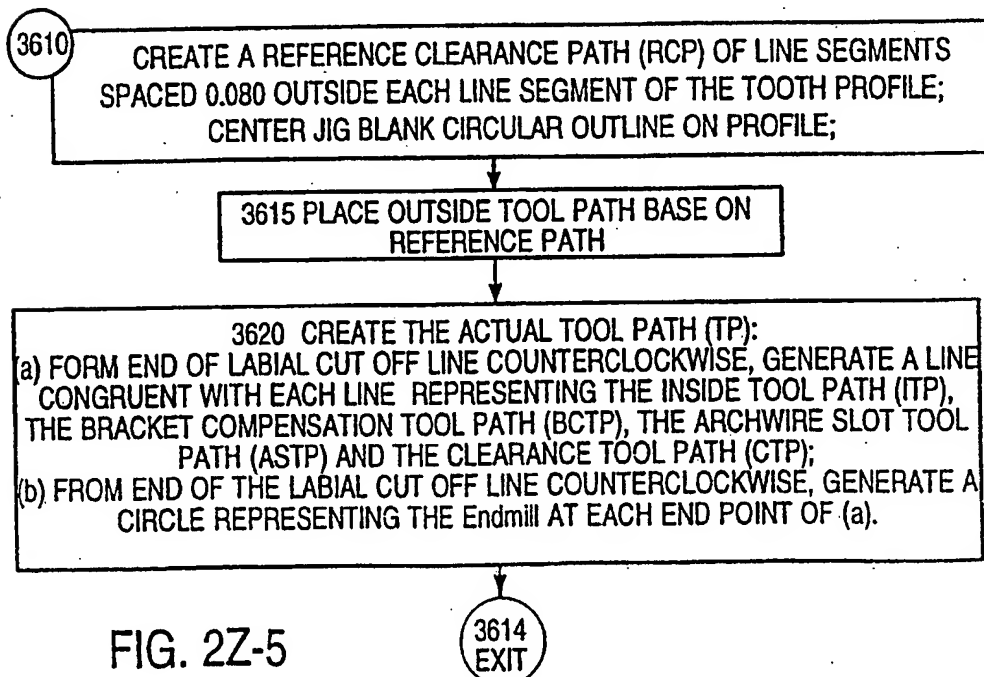 3610
CREATE A REFERENCE CLEARANCE PATH (RCP) OF LINE SEGMENTS
SPACED 0.080 OUTSIDE EACH LINE SEGMENT OF THE TOOTH PROFILE;
CENTER JIG BLANK CIRCULAR OUTLINE ON PROFILE;
3615 PLACE OUTSIDE TOOL PATH BASE ON
REFERENCE PATH
3620 CREATE THE ACTUAL TOOL PATH (TP):
(a) FORM END OF LABIAL CUT OFF LINE COUNTERCLOCKWISE, GENERATE A LINE
CONGRUENT WITH EACH LINE REPRESENTING THE INSIDE TOOL PATH (ITP),
THE BRACKET COMPENSATION TOOL PATH (BCTP), THE ARCHWIRE SLOT TOOL
PATH (ASTP) AND THE CLEARANCE TOOL PATH (CTP);
(b) FROM END OF THE LABIAL CUT OFF LINE COUNTERCLOCKWISE, GENERATE A
CIRCLE REPRESENTING THE Endmill AT EACH END POINT OF (a).
3614
EXIT
FIG. 2Z-5